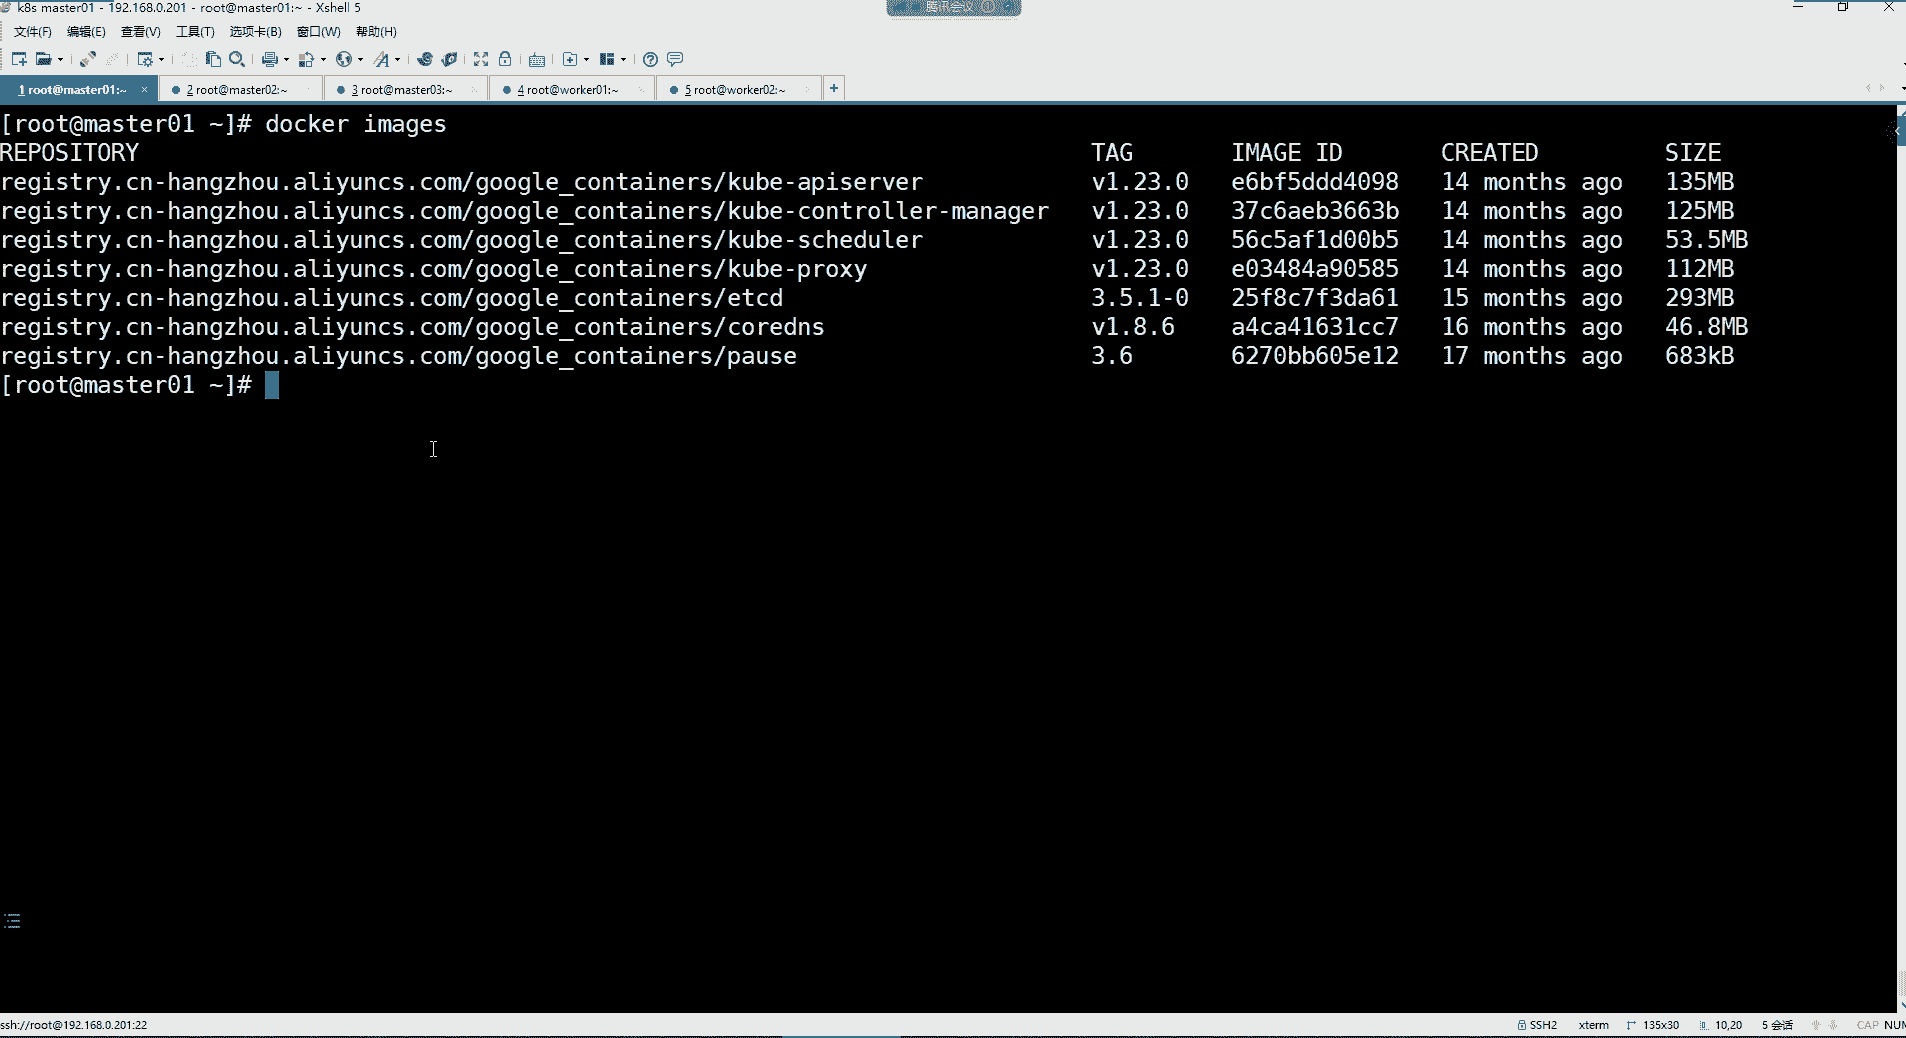 k8s master01 - 192.168.0.201 - root@master01:~ - Xshell 5
腾讯会议
文件(F) 编辑(E) 查看(V) 工具(T) 选项卡(B) 窗口(W) 帮助(H)
1 root@master01:~ 2 root@master02:~ 3 root@master03:~ 4 root@worker01:~ 5 root@worker02:~
[root@master01 ~]# docker images
REPOSITORY TAG IMAGE ID CREATED SIZE
registry.cn-hangzhou.aliyuncs.com/google_containers/kube-apiserver v1.23.0 e6bf5ddd4098 14 months ago 135MB
registry.cn-hangzhou.aliyuncs.com/google_containers/kube-controller-manager v1.23.0 37c6aeb3663b 14 months ago 125MB
registry.cn-hangzhou.aliyuncs.com/google_containers/kube-scheduler v1.23.0 56c5af1d00b5 14 months ago 53.5MB
registry.cn-hangzhou.aliyuncs.com/google_containers/kube-proxy v1.23.0 e03484a90585 14 months ago 112MB
registry.cn-hangzhou.aliyuncs.com/google_containers/etcd 3.5.1-0 25f8c7f3da61 15 months ago 293MB
registry.cn-hangzhou.aliyuncs.com/google_containers/coredns v1.8.6 a4ca41631cc7 16 months ago 46.8MB
registry.cn-hangzhou.aliyuncs.com/google_containers/pause 3.6 6270bb605e12 17 months ago 683kB
[root@master01 ~]#
ssh://root@192.168.0.201:22 SSH2 xterm 135x30 10,20 5 会话 CAP NUM